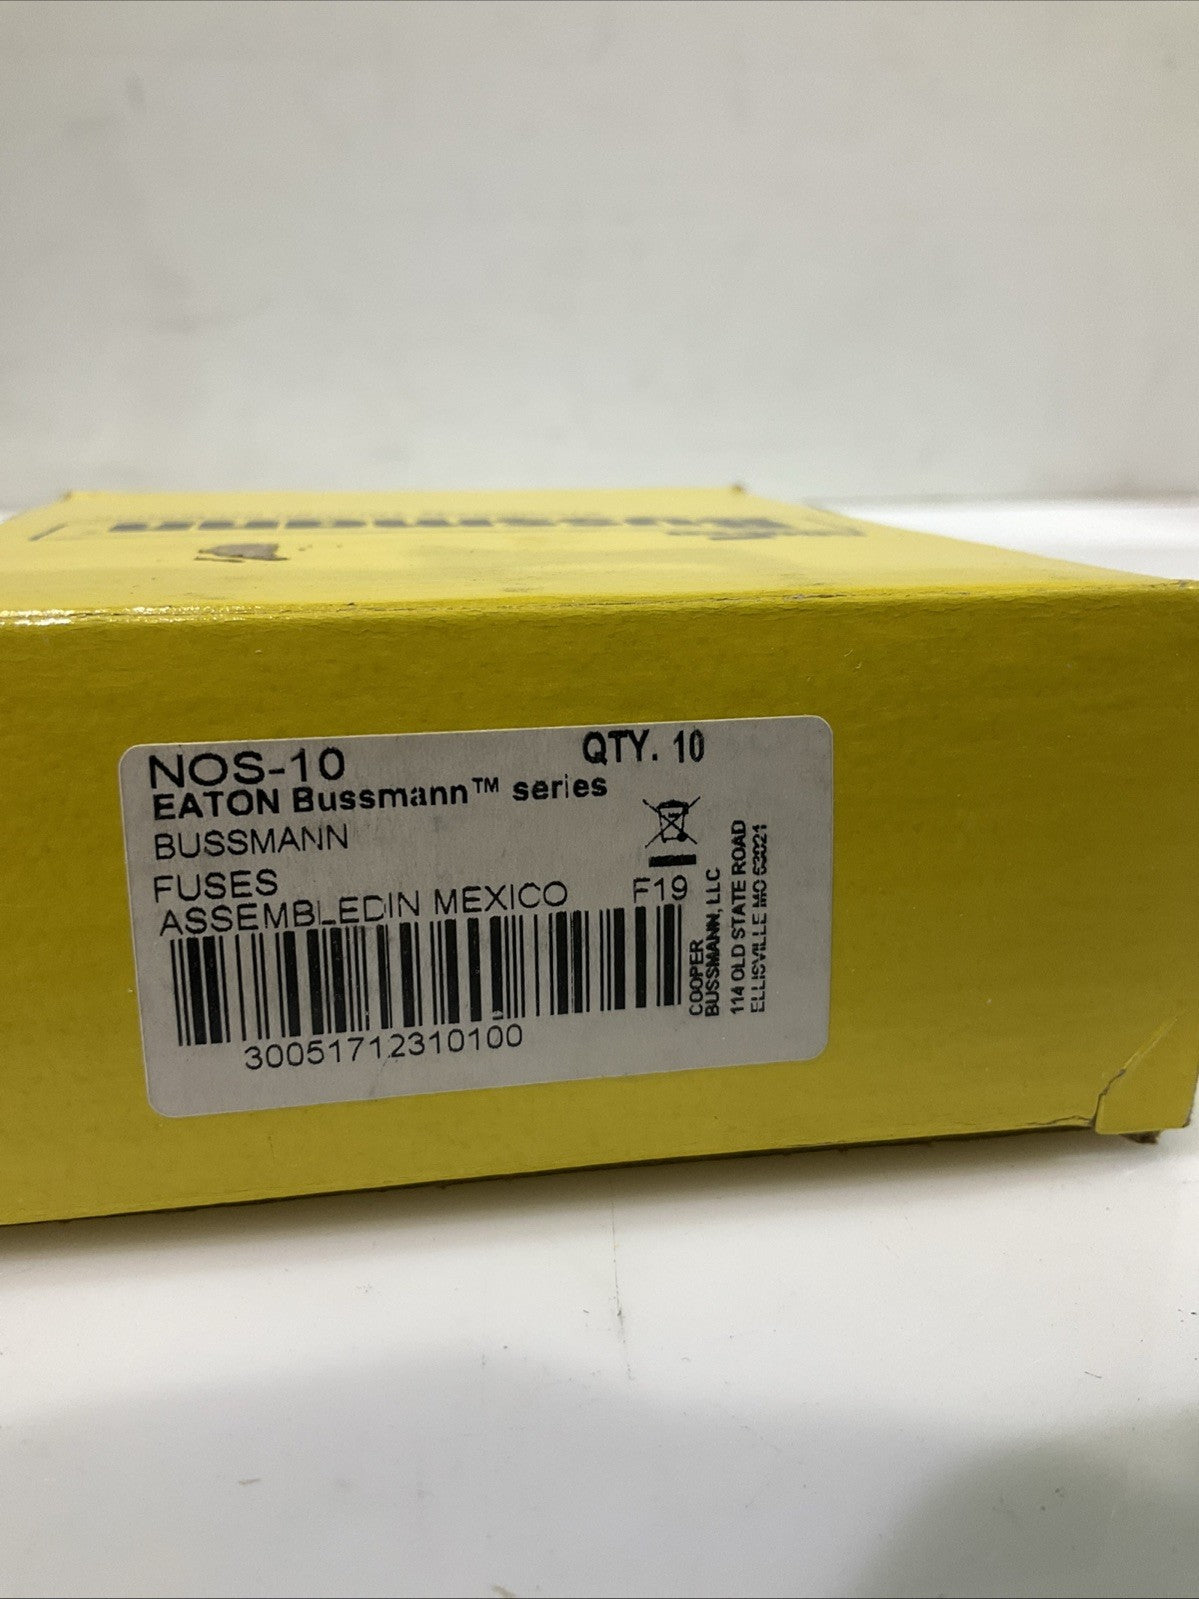 Bussmann
NOS-10
QTY. 10
EATON Bussmann™ series
BUSSMANN
FUSES
ASSEMBLEDIN MEXICO
F19
30051712310100
COOPER
BUSSMANN, LLC
114 OLD STATE ROAD
ELLISVILLE MO 63021